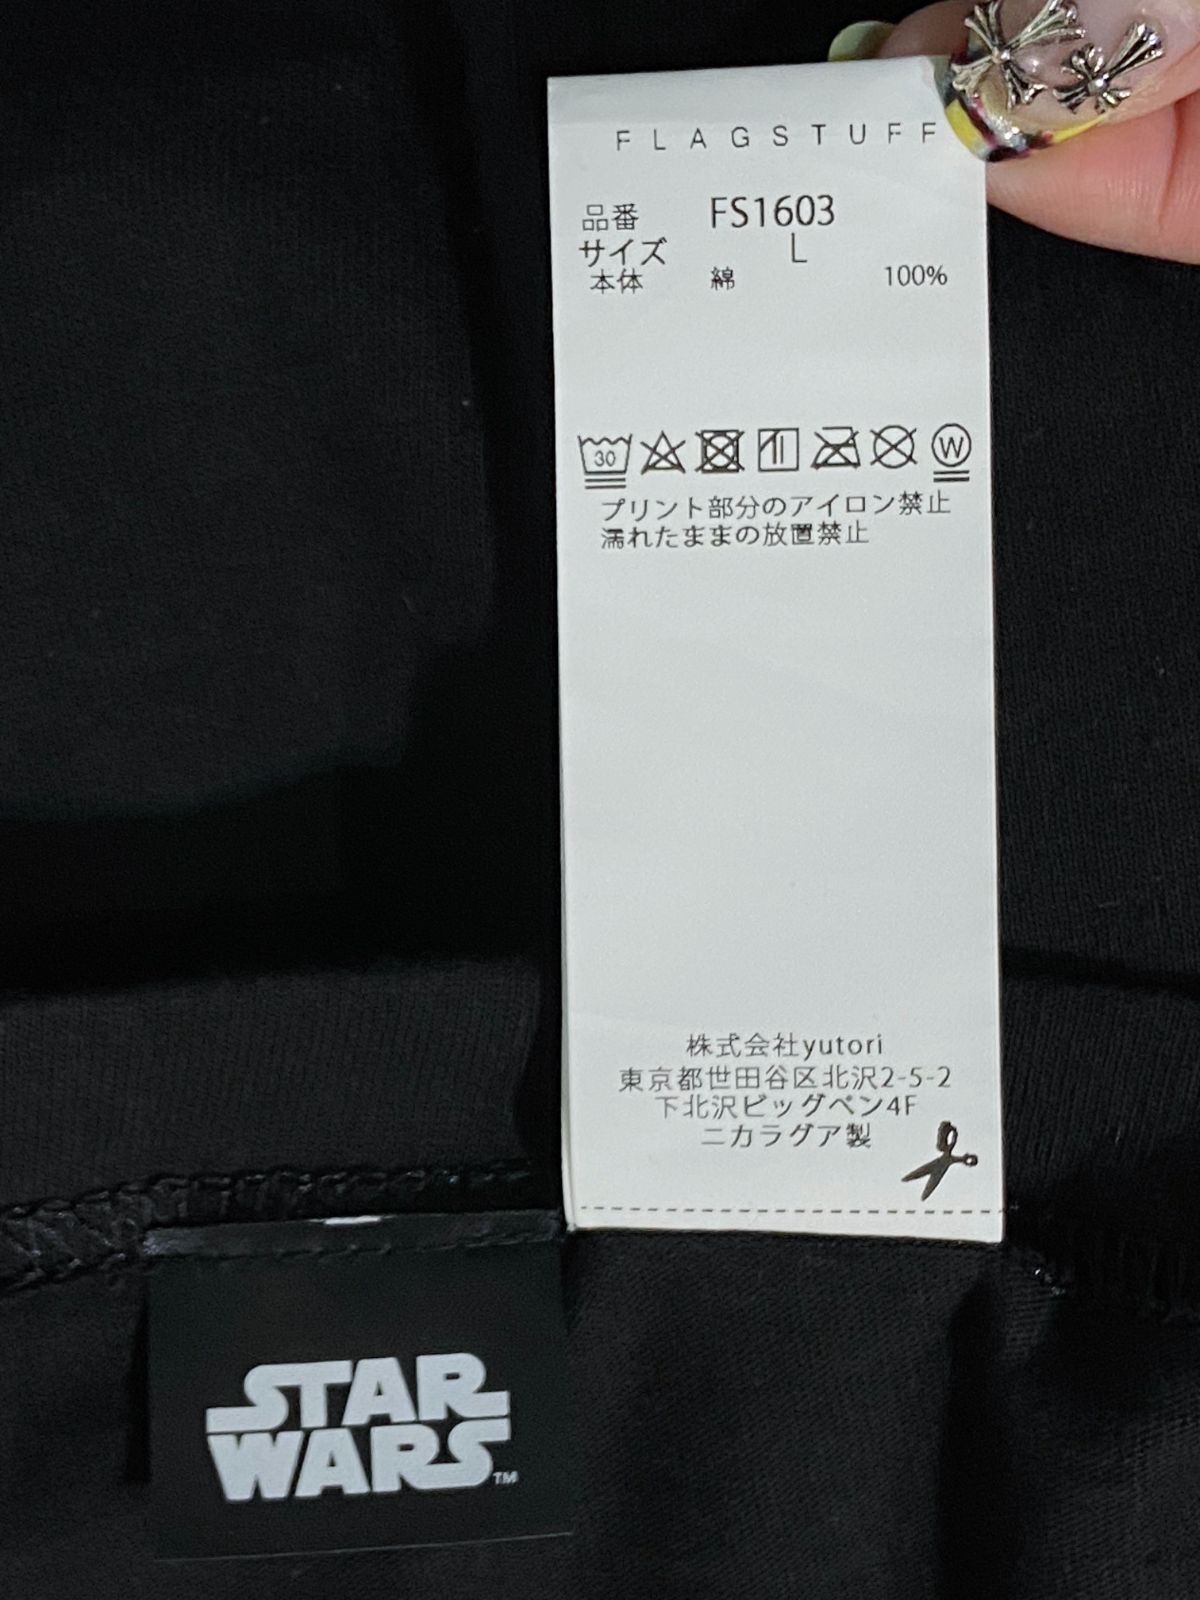 FLAGSTUFF
品番 FS1603
サイズ L
本体 綿 100%
30
W
プリント部分のアイロン禁止
濡れたままの放置禁止
株式会社yutori
東京都世田谷区北沢2-5-2
下北沢ビッグベン4F
ニカラグア製
STAR
WARS
TM